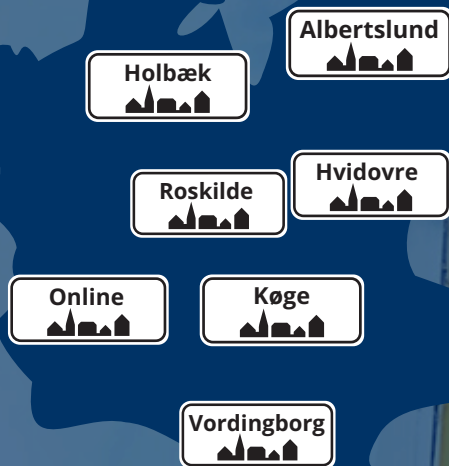 Albertslund
Holbæk
Hvidovre
Roskilde
Online
Køge
Vordingborg